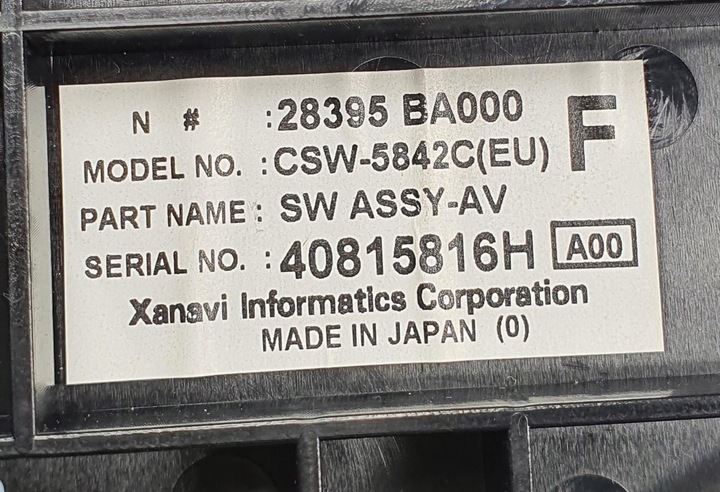 N # : 28395 BA000 F
MODEL NO. : CSW-5842C(EU)
PART NAME : SW ASSY-AV
SERIAL NO. : 40815816H A00
Xanavi Informatics Corporation
MADE IN JAPAN (0)